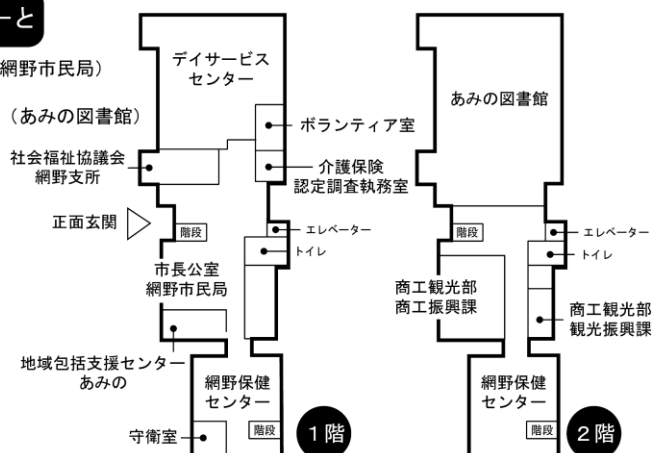 ーと
網野市民局）
（あみの図書館）
デイサービス
センター
ボランティア室
社会福祉協議会
網野支所
介護保険
認定調査執務室
正面玄関
階段
エレベーター
トイレ
市長公室
網野市民局
地域包括支援センター
あみの
網野保健
センター
守衛室
階段
1階
あみの図書館
階段
エレベーター
トイレ
商工観光部
商工振興課
商工観光部
観光振興課
網野保健
センター
階段
2階